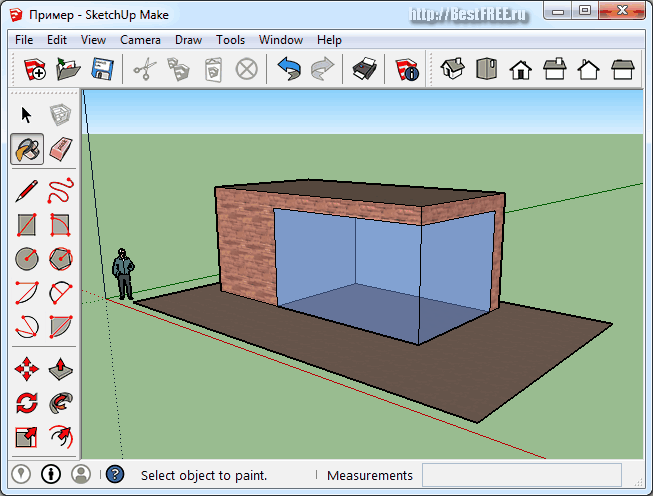 Пример - SketchUp Make
http://BestFREE.ru
File Edit View Camera Draw Tools Window Help
Select object to paint.
Measurements